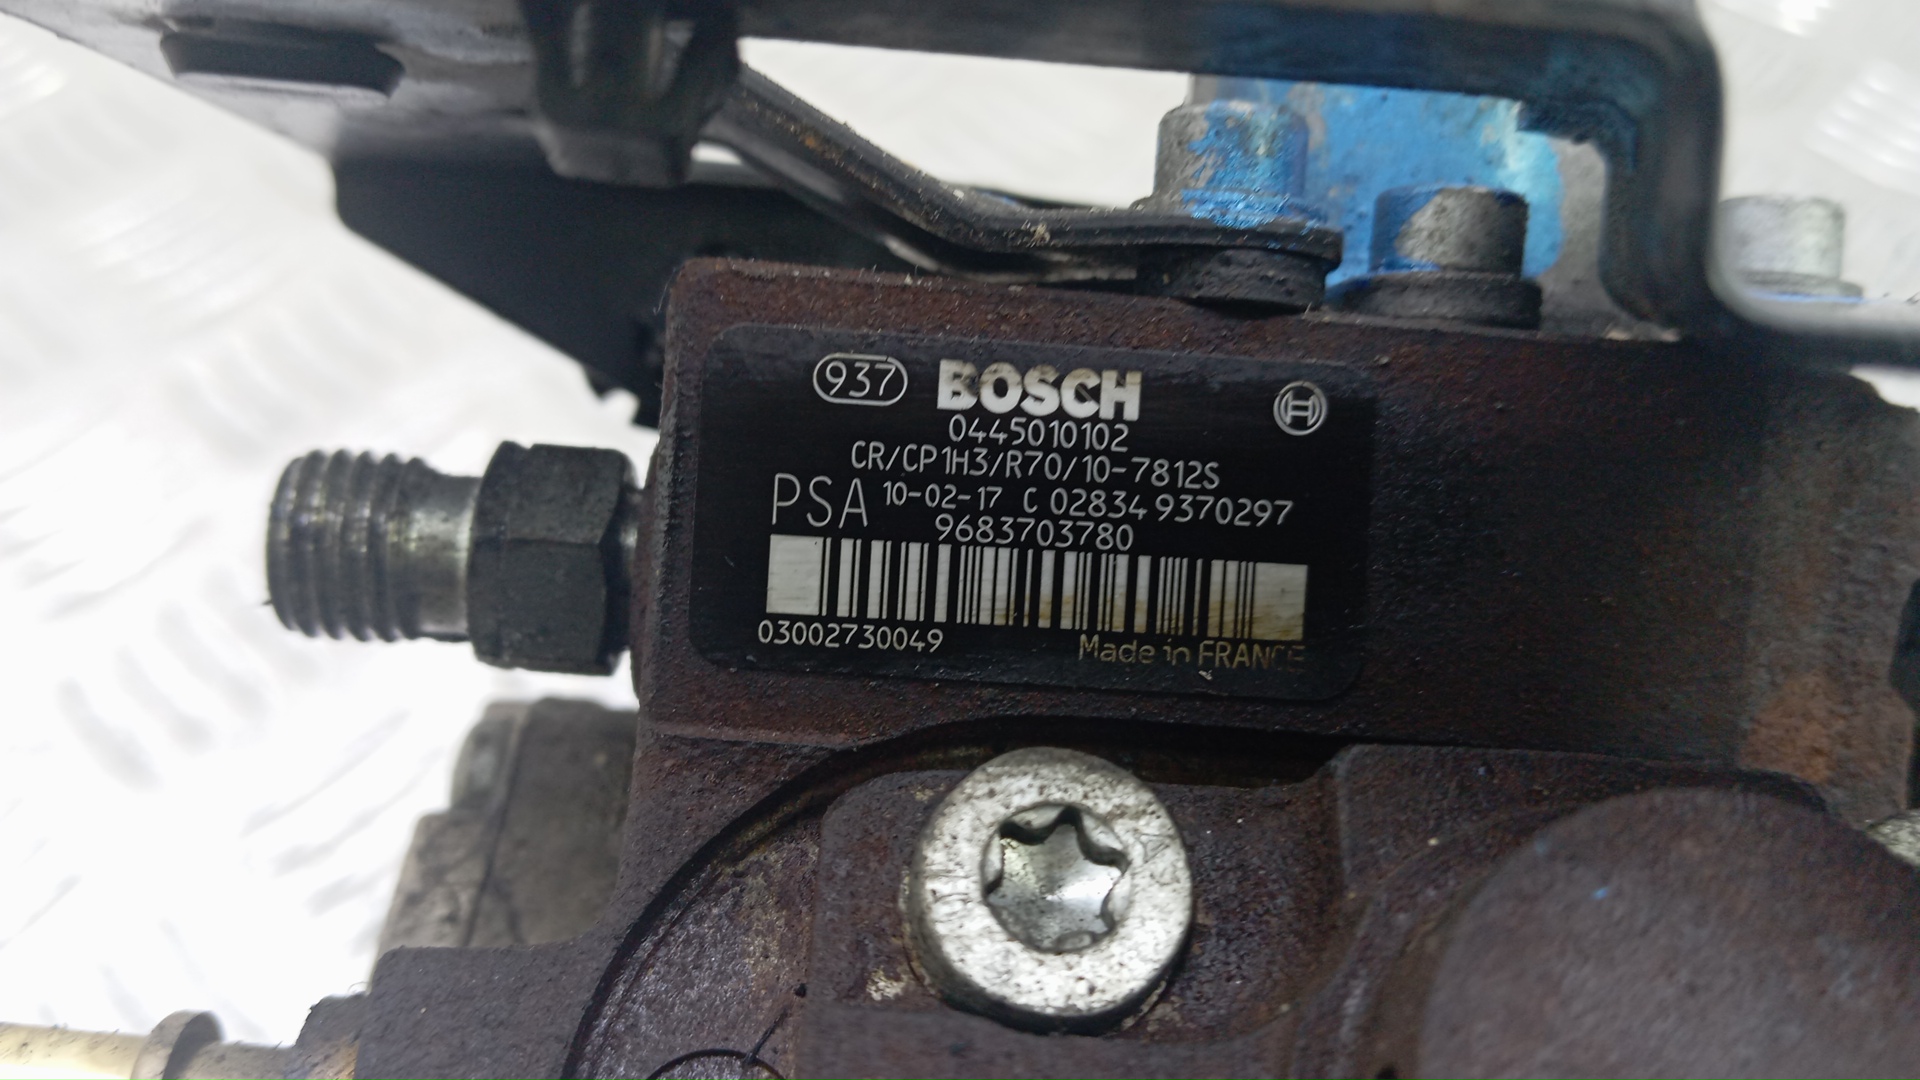 937 BOSCH
0445010102
CR/CP1H3/R70/10-7812S
PSA 10-02-17 C 02834 9370297
9683703780
03002730049 Made in FRANCE